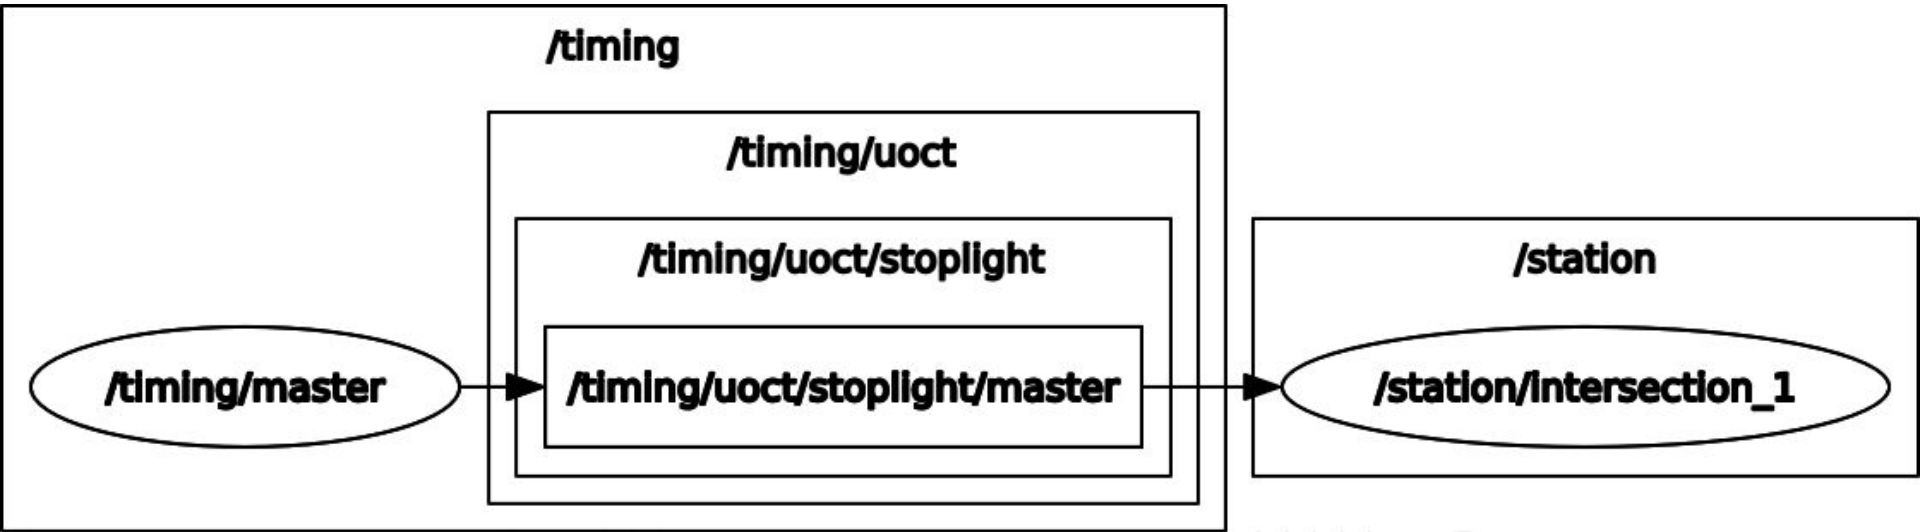 /timing
/timing/uoct
/timing/uoct/stoplight
/station
/timing/master
/timing/uoct/stoplight/master
/station/intersection_1